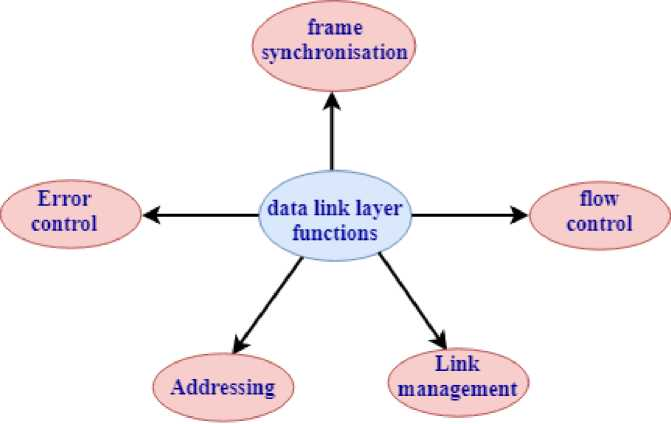 frame
synchronisation
Error
control
data link layer
functions
flow
control
Addressing
Link
management